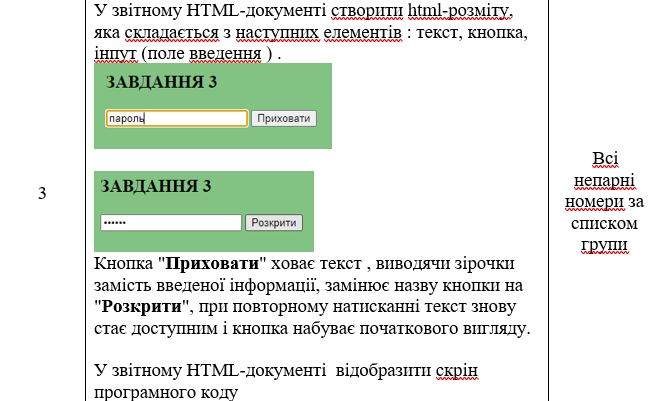 У звітному HTML-документі створити html-розміту,
яка складається з наступних елементів : текст, кнопка,
інпут (поле введення ) .
ЗАВДАННЯ 3
пароль Приховати
ЗАВДАННЯ 3
•••••• Розкрити
3
Всі
непарні
номери за
списком
групи
Кнопка "Приховати" ховає текст , виводячи зірочки
замість введеної інформації, замінює назву кнопки на
"Розкрити", при повторному натисканні текст знову
стає доступним і кнопка набуває початкового вигляду.
У звітному HTML-документі відобразити скрін
програмного коду